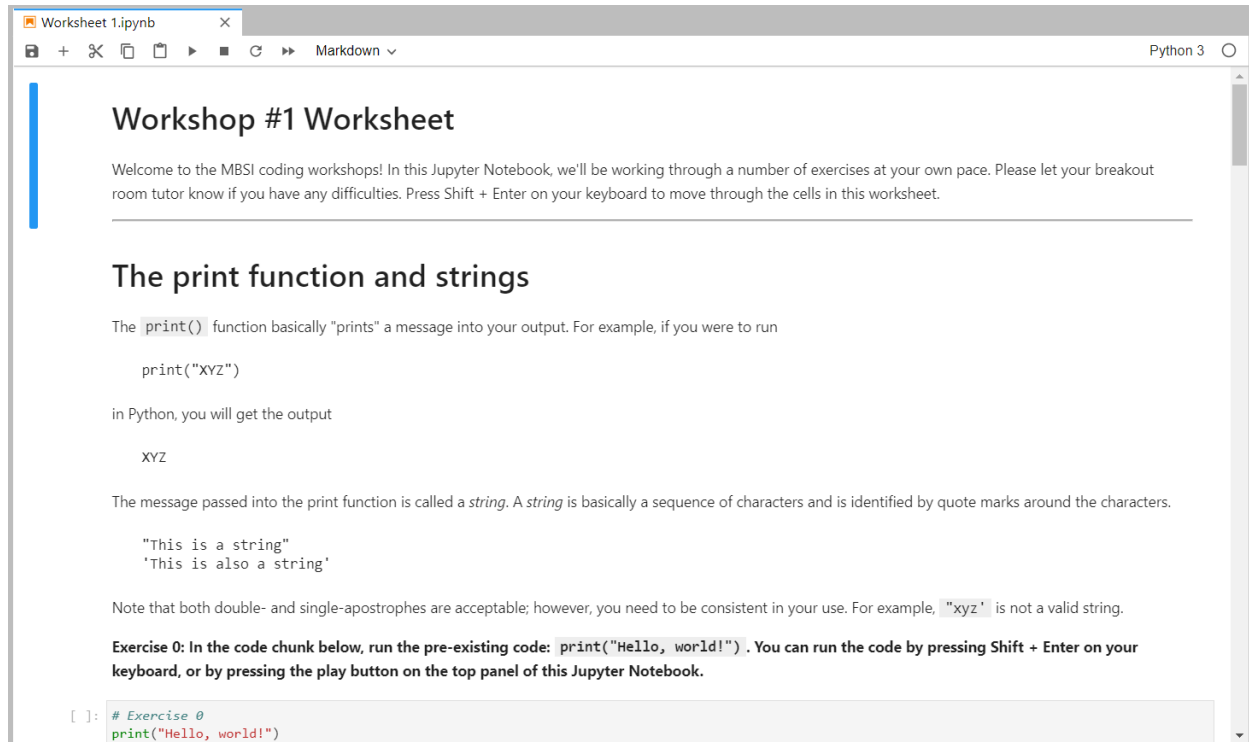 Worksheet 1.ipynb
Markdown
Python 3
Workshop #1 Worksheet
Welcome to the MBSI coding workshops! In this Jupyter Notebook, we'll be working through a number of exercises at your own pace. Please let your breakout
room tutor know if you have any difficulties. Press Shift + Enter on your keyboard to move through the cells in this worksheet.
The print function and strings
The print() function basically "prints" a message into your output. For example, if you were to run
print("XYZ")
in Python, you will get the output
XYZ
The message passed into the print function is called a string. A string is basically a sequence of characters and is identified by quote marks around the characters.
"This is a string"
'This is also a string'
Note that both double- and single-apostrophes are acceptable; however, you need to be consistent in your use. For example, "xyz' is not a valid string.
Exercise 0: In the code chunk below, run the pre-existing code: print("Hello, world!") . You can run the code by pressing Shift + Enter on your
keyboard, or by pressing the play button on the top panel of this Jupyter Notebook.
[ ]: # Exercise 0
print("Hello, world!")